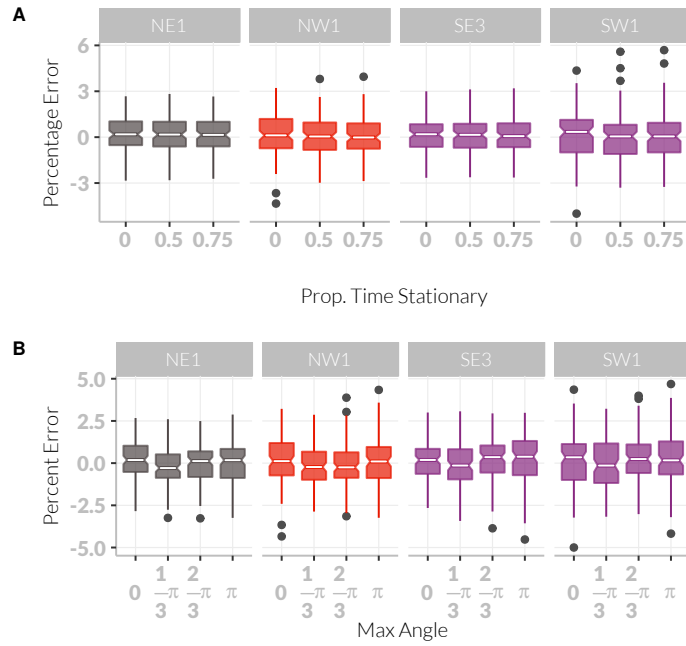 A
NE1 NW1 SE3 SW1
Percentage Error
6
3
0
-3
0 0.5 0.75 0 0.5 0.75 0 0.5 0.75 0 0.5 0.75
Prop. Time Stationary
B
NE1 NW1 SE3 SW1
Percent Error
5.0
2.5
0.0
-2.5
-5.0
0 1/3 π 2/3 π π 0 1/3 π 2/3 π π 0 1/3 π 2/3 π π 0 1/3 π 2/3 π π
Max Angle